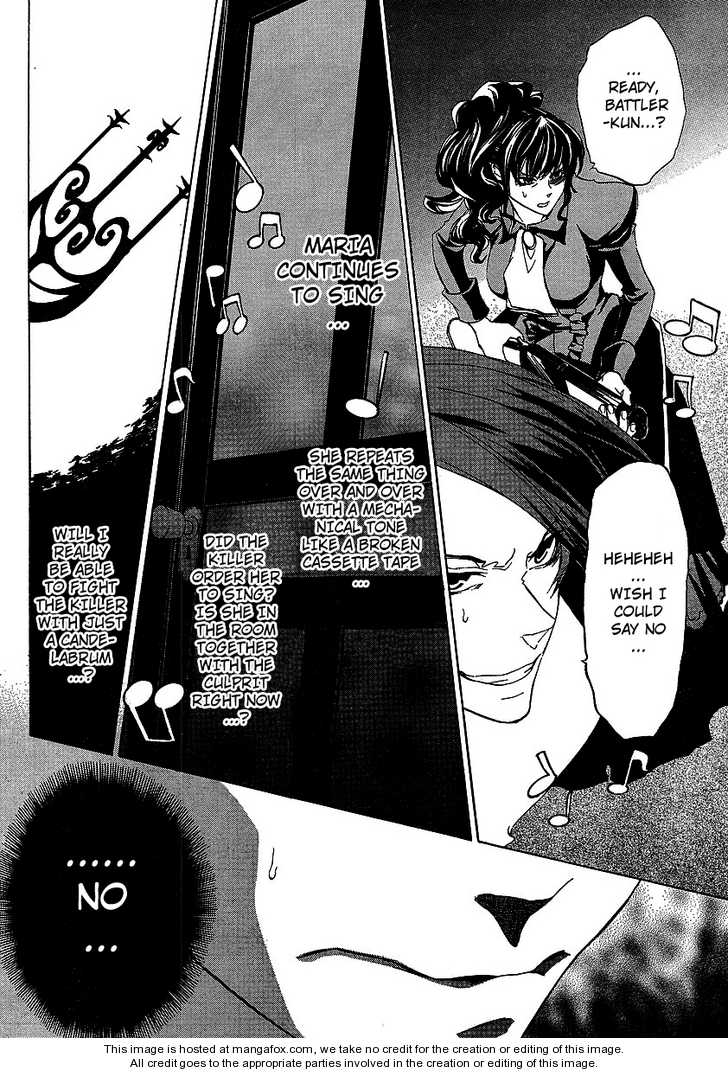 ...
READY,
BATTLER
-KUN...?
HEHEHEH
...
WISH I
COULD
SAY NO
...
MARIA
CONTINUES
TO SING
...
SHE REPEATS
THE SAME THING
OVER AND OVER
WITH A MECHA-
NICAL TONE
LIKE A BROKEN
CASSETTE TAPE
...
DID THE
KILLER
ORDER HER
TO SING?
IS SHE IN
THE ROOM
TOGETHER
WITH THE
CULPRIT
RIGHT NOW
...?
WILL I
REALLY
BE ABLE
TO FIGHT
THE KILLER
WITH JUST
A CANDE-
LABRUM
...?
......
NO
...
This image is hosted at mangafox.com, we take no credit for the creation or editing of this image.
All credit goes to the appropriate parties involved in the creation or editing of this image.